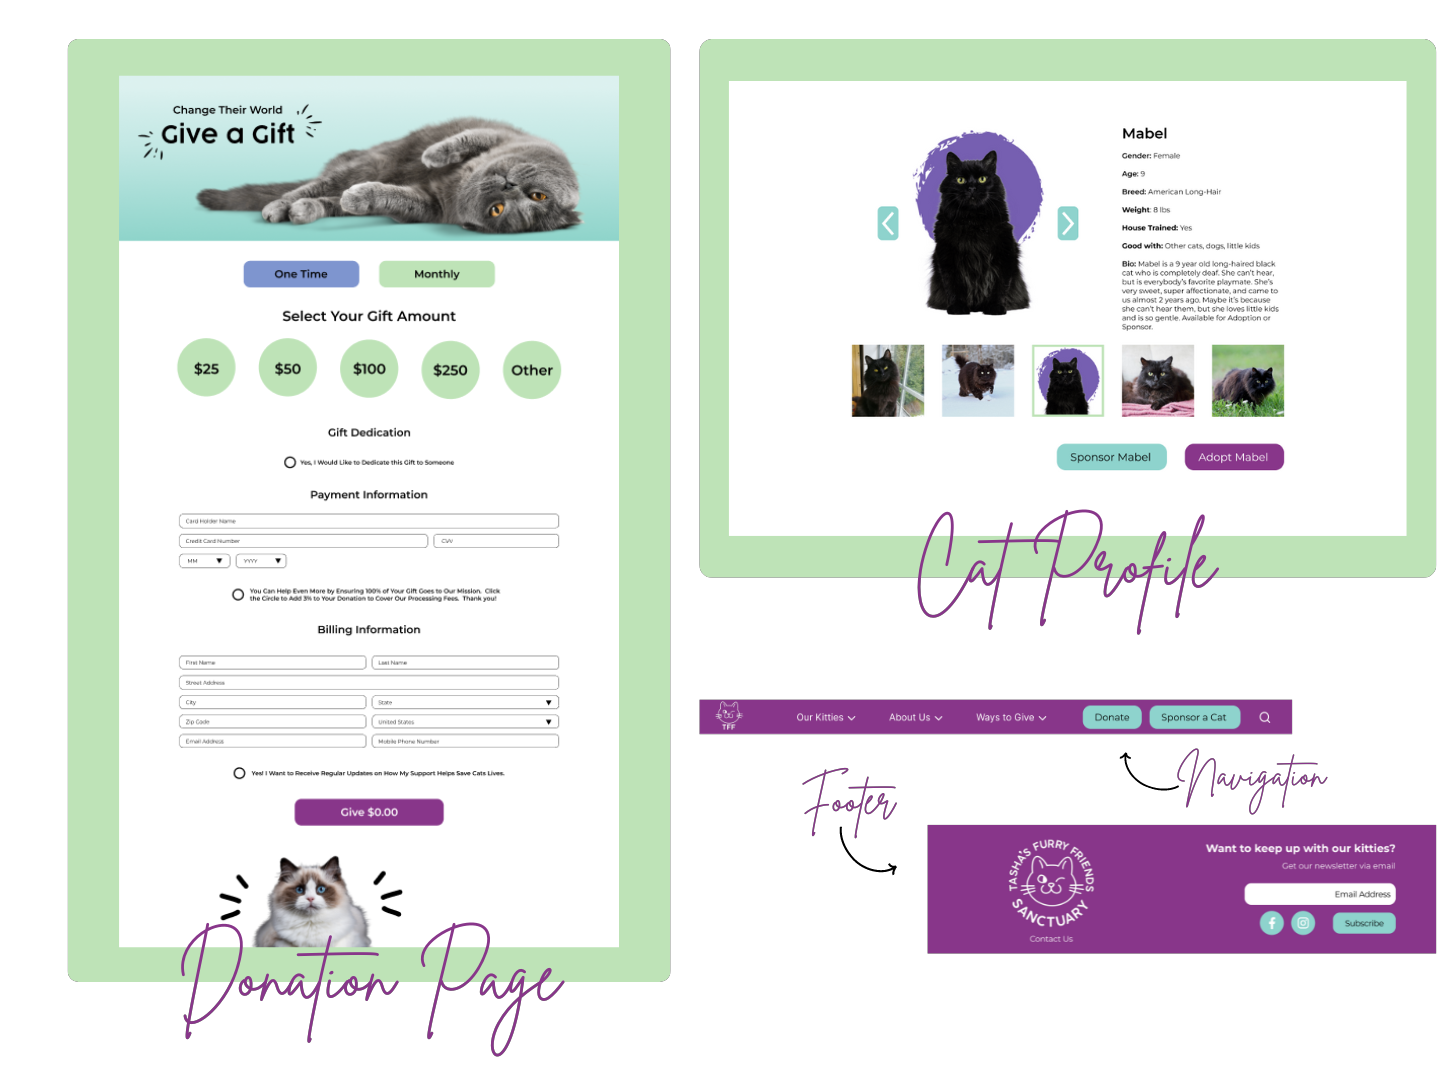 Change Their World
Give a Gift
One Time
Monthly
Select Your Gift Amount
$25
$50
$100
$250
Other
Gift Dedication
Yes, I Would Like to Dedicate this Gift to Someone
Payment Information
Card Holder Name
Credit Card Number
CVV
MM
YYYY
You Can Help Even More by Ensuring 100% of Your Gift Goes to Our Mission. Click
the Circle to Add 3% to Your Donation to Cover Our Processing Fees. Thank you!
Billing Information
First Name
Last Name
Street Address
City
State
Zip Code
United States
Email Address
Mobile Phone Number
Yes! I Want to Receive Regular Updates on How My Support Helps Save Cats Lives.
Give $0.00
Donation Page
Mabel
Gender: Female
Age: 9
Breed: American Long-Hair
Weight: 8 lbs
House Trained: Yes
Good with: Other cats, dogs, little kids
Bio: Mabel is a 9 year old long-haired black
cat who is completely deaf. She can't hear,
but is everybody's favorite playmate. She's
very sweet, super affectionate, and came to
us almost 2 years ago. Maybe it's because
she can't hear them, but she loves little kids
and is so gentle. Available for Adoption or
Sponsor.
Sponsor Mabel
Adopt Mabel
Cat Profile
TFF
Our Kitties
About Us
Ways to Give
Donate
Sponsor a Cat
Navigation
Footer
TASHA'S FURRY FRIENDS
SANCTUARY
Contact Us
Want to keep up with our kitties?
Get our newsletter via email
Email Address
Subscribe